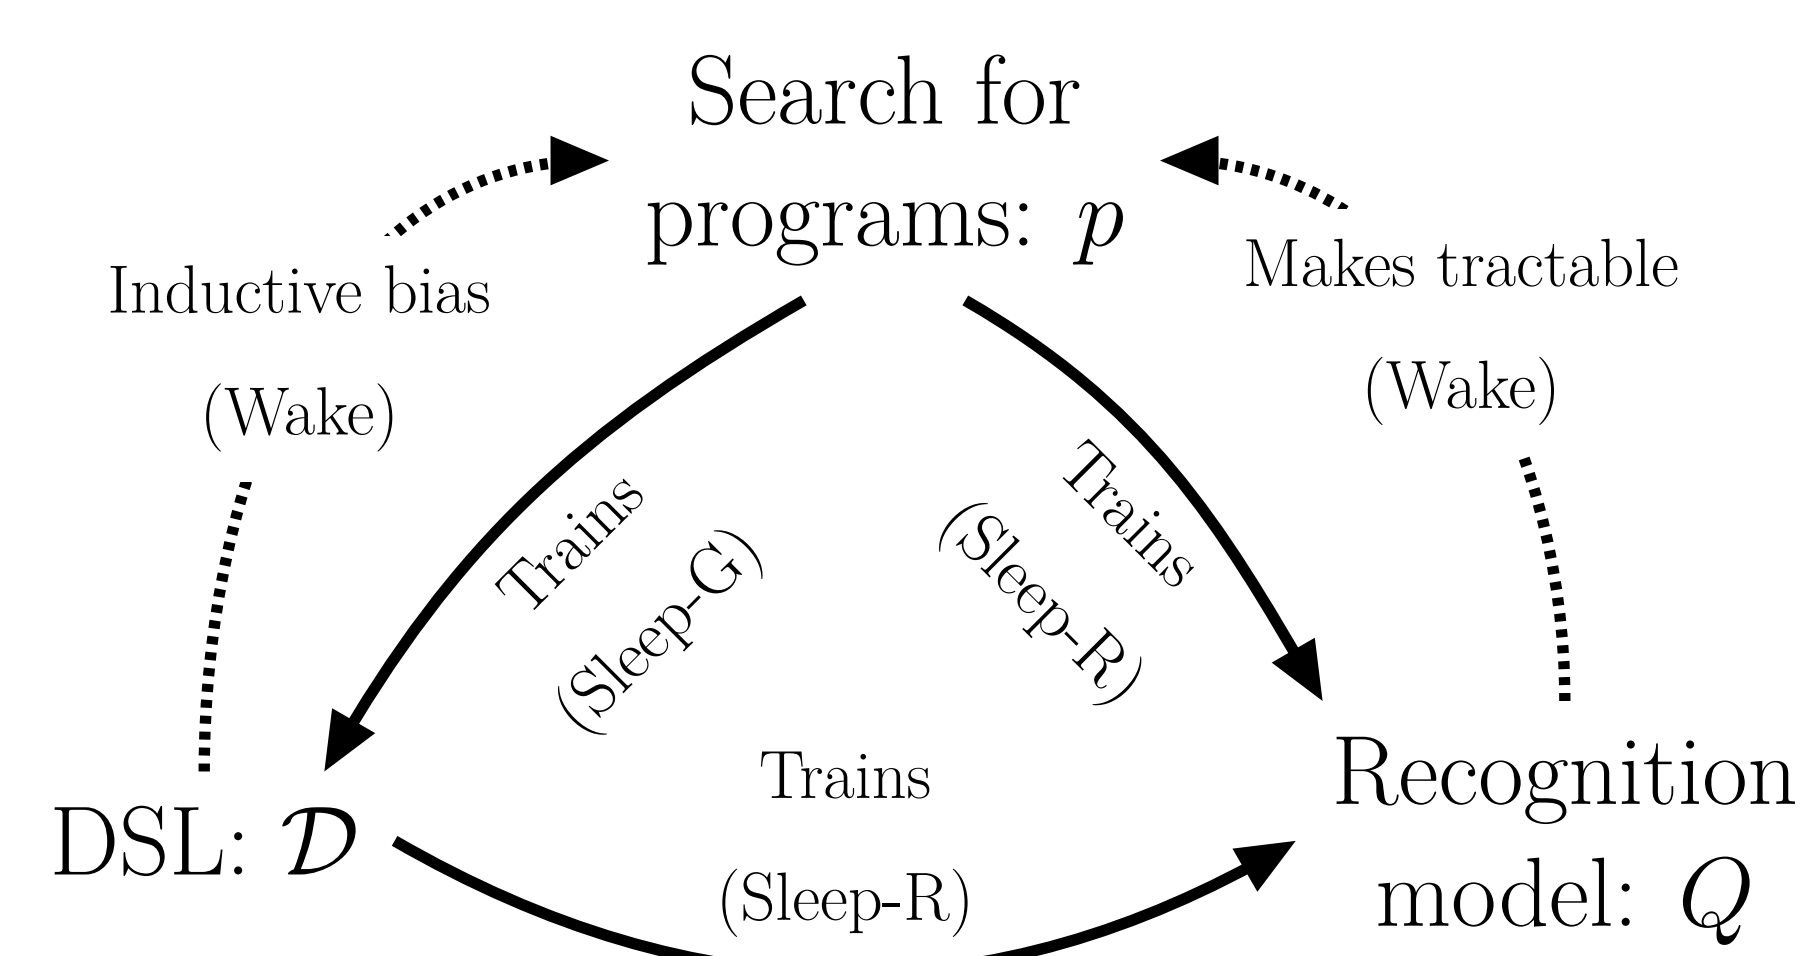 Search for
programs: p
Inductive bias
(Wake)
Makes tractable
(Wake)
Trains
(Sleep-G)
Trains
(Sleep-R)
Trains
(Sleep-R)
DSL: 𝒟
Recognition
model: Q